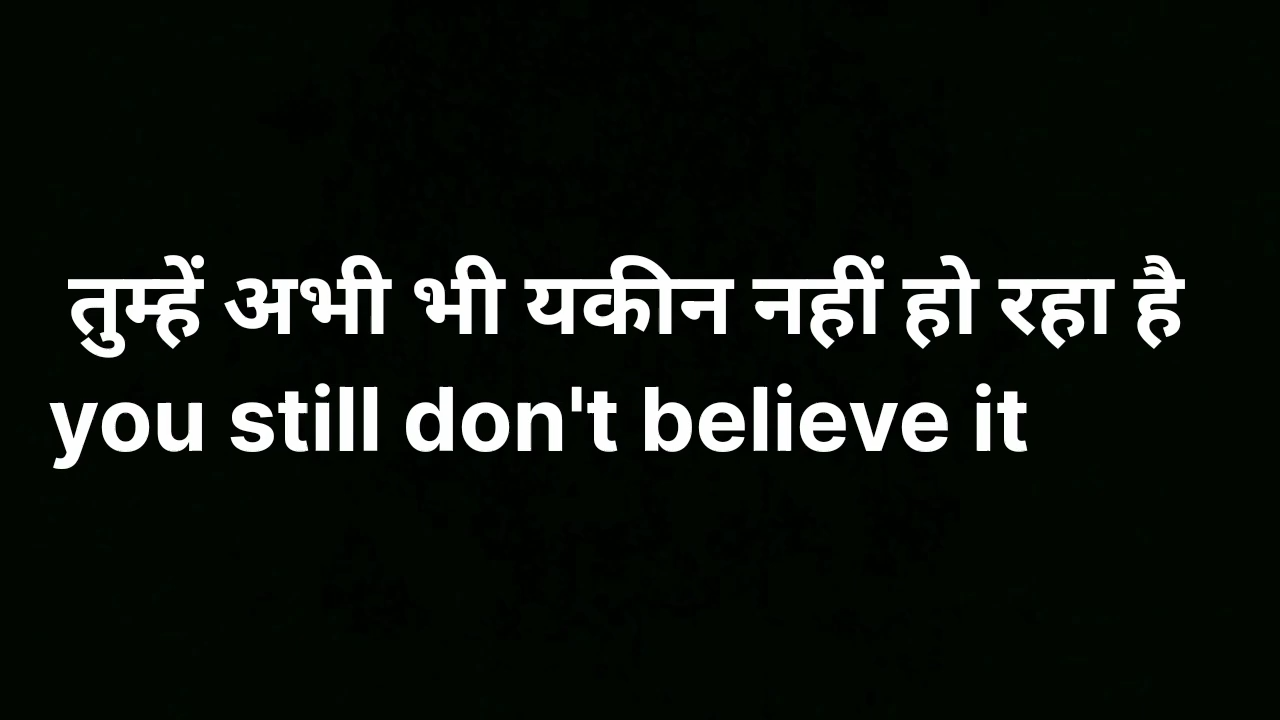 तुम्हें अभी भी यकीन नहीं हो रहा है
you still don't believe it